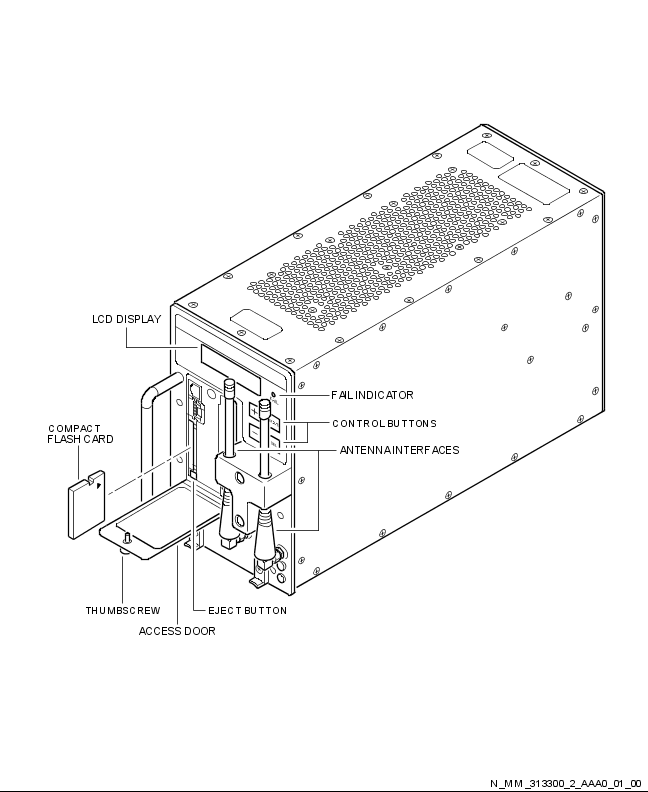 LCD DISPLAY
FAIL INDICATOR
CONTROL BUTTONS
COMPACT
FLASH CARD
ANTENNA INTERFACES
THUMBSCREW
EJECT BUTTON
ACCESS DOOR
N_MM_313300_2_AAA0_01_00